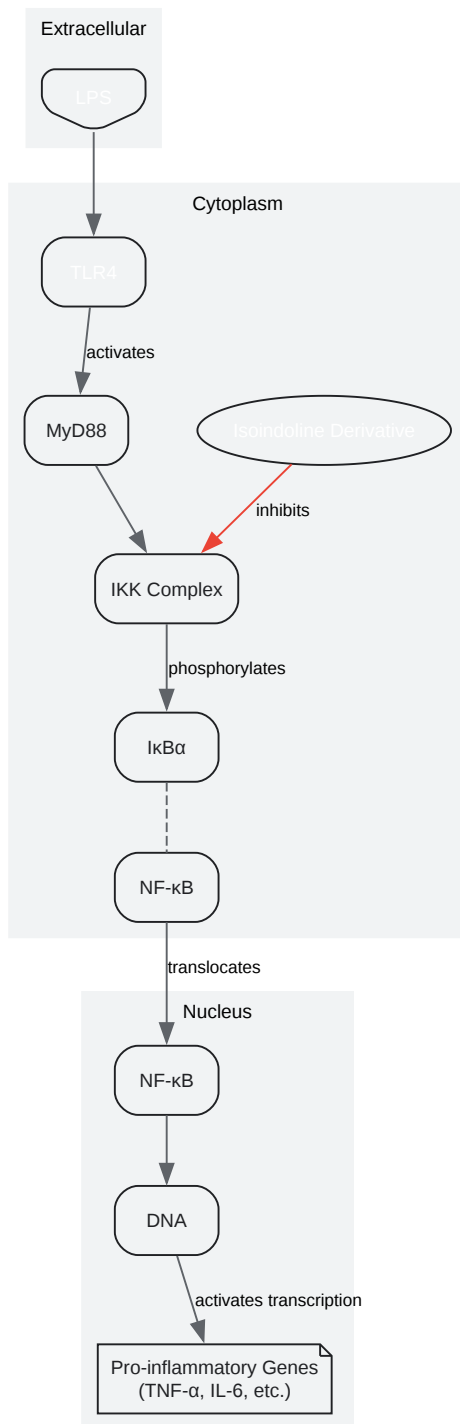 Extracellular
LPS
Cytoplasm
TLR4
activates
MyD88
Isoindoline Derivative
inhibits
IKK Complex
phosphorylates
IκBα
NF-κB
translocates
Nucleus
NF-κB
DNA
activates transcription
Pro-inflammatory Genes
(TNF-α, IL-6, etc.)